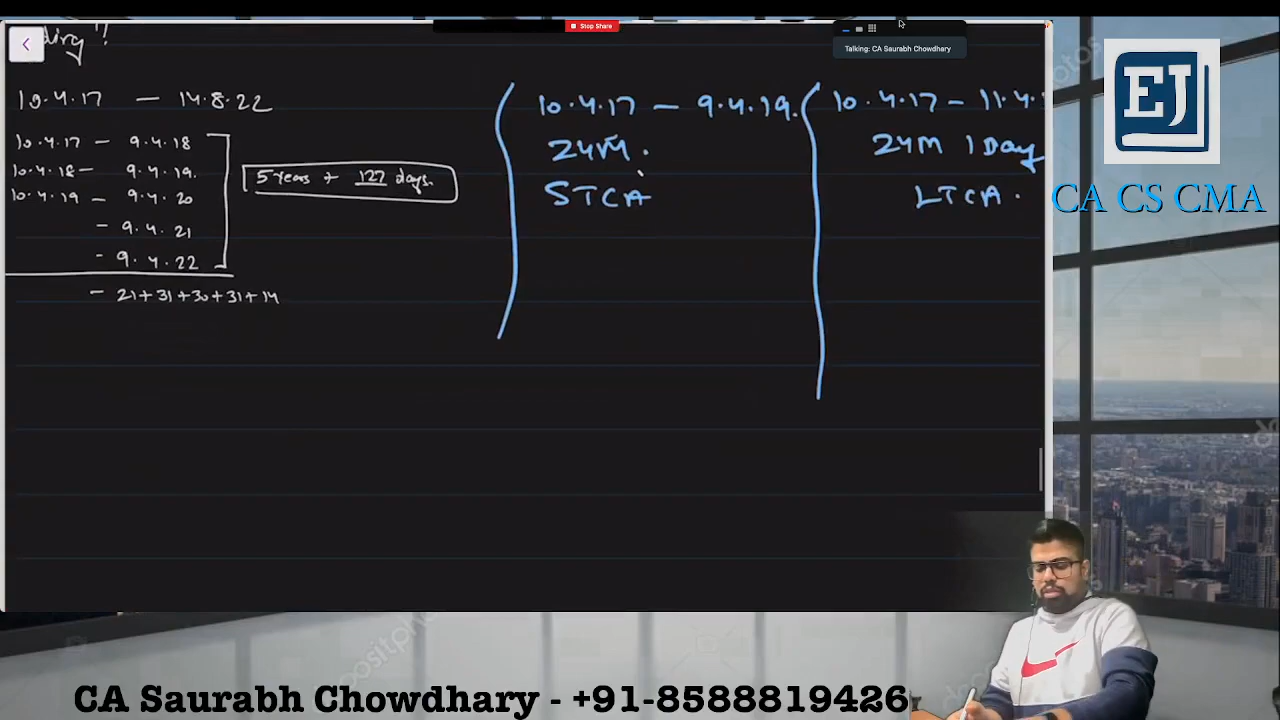 ding"!
Stop Share
Talking: CA Saurabh Chowdhary
10.4.17 — 14.8.22
10.4.17 — 9.4.18
10.4.18 — 9.4.19.
10.4.19 — 9.4.20
- 9.4.21
- 9.4.22
- 21+31+30+31+14
5 Years + 127 days.
10.4.17 — 9.4.19.
24M.
STCA
10.4.17 — 11.4.1
24M 1 Day
LTCA.
EJ
CA CS CMA
CA Saurabh Chowdhary - +91-8588819426